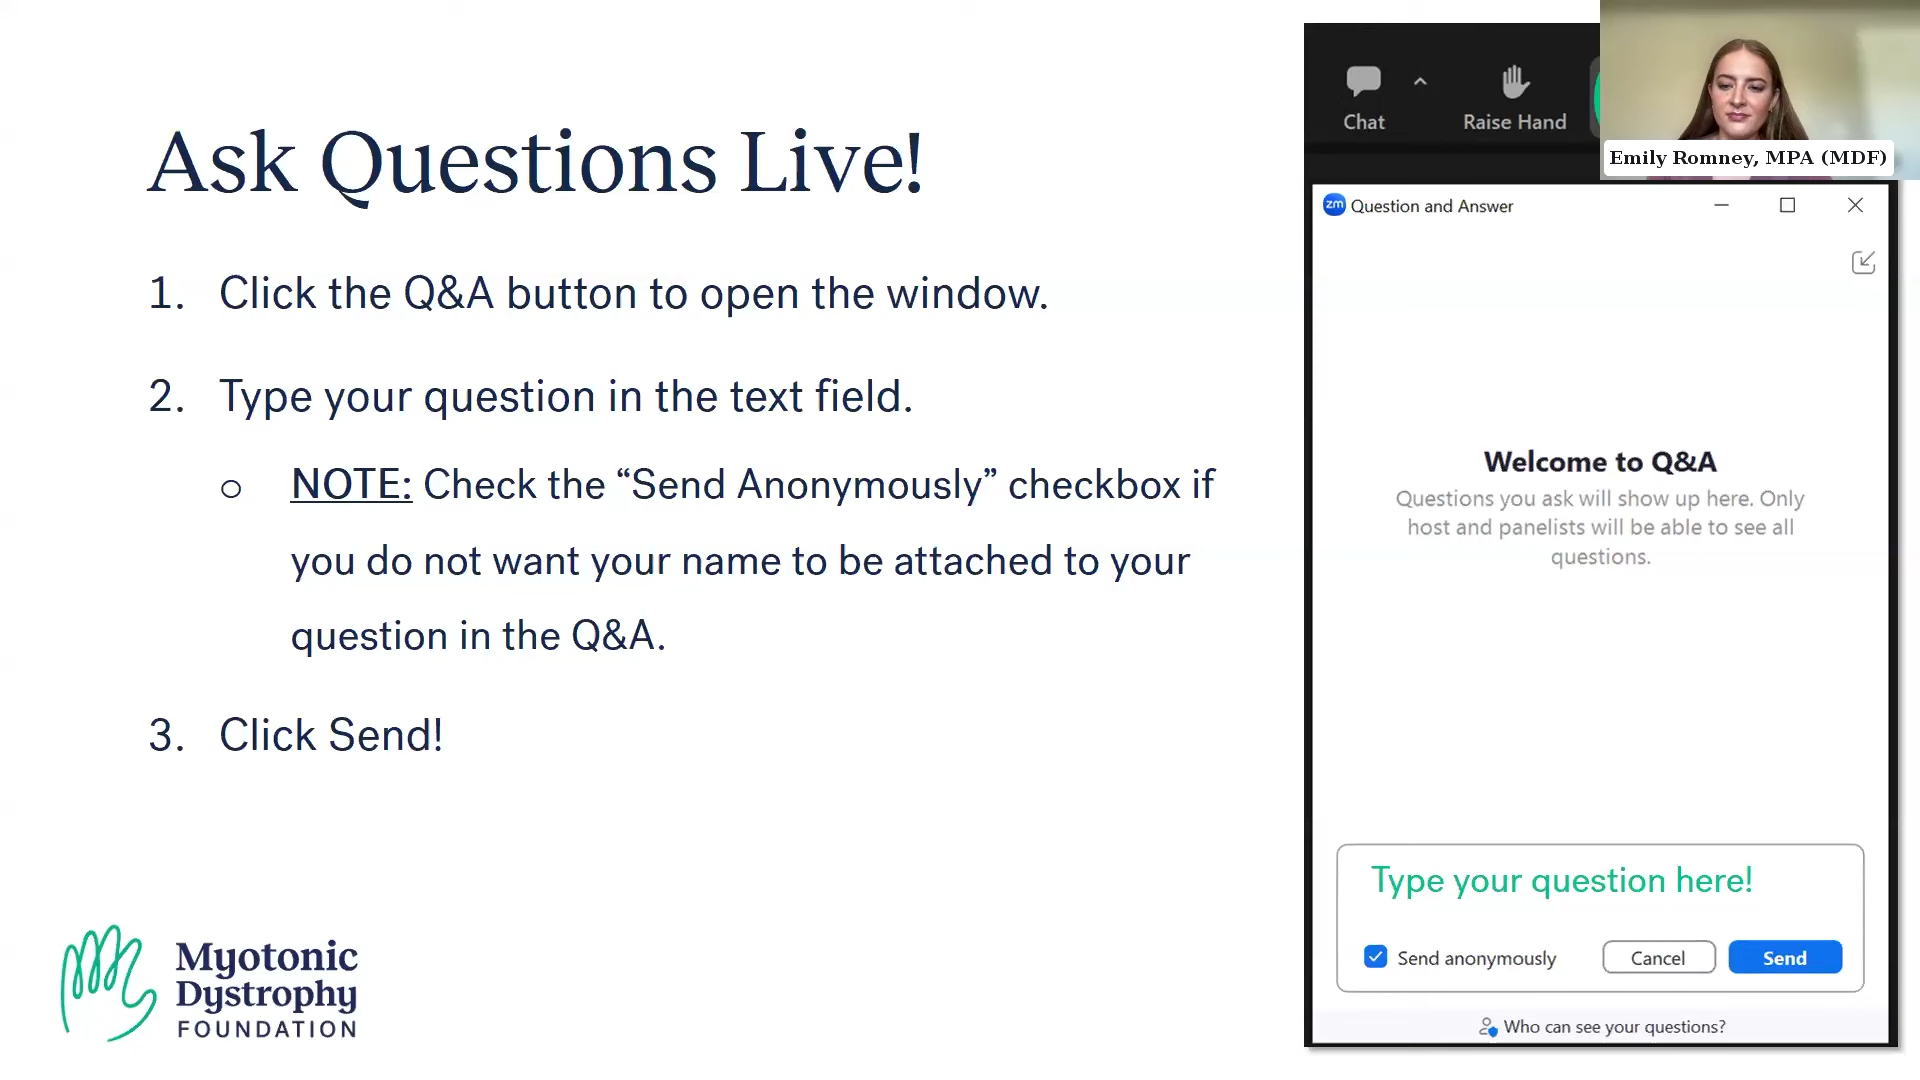 Ask Questions Live!
1. Click the Q&A button to open the window.
2. Type your question in the text field.
o NOTE: Check the “Send Anonymously” checkbox if
you do not want your name to be attached to your
question in the Q&A.
3. Click Send!
Myotonic
Dystrophy
FOUNDATION
Chat
Raise Hand
Emily Romney, MPA (MDF)
zm Question and Answer
Welcome to Q&A
Questions you ask will show up here. Only
host and panelists will be able to see all
questions.
Type your question here!
Send anonymously
Cancel
Send
Who can see your questions?